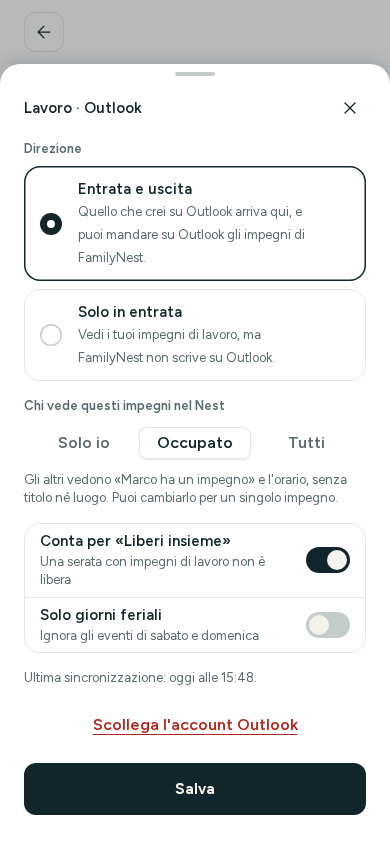 Lavoro · Outlook
Direzione
Entrata e uscita
Quello che crei su Outlook arriva qui, e
puoi mandare su Outlook gli impegni di
FamilyNest.
Solo in entrata
Vedi i tuoi impegni di lavoro, ma
FamilyNest non scrive su Outlook.
Chi vede questi impegni nel Nest
Solo io
Occupato
Tutti
Gli altri vedono «Marco ha un impegno» e l'orario, senza
titolo né luogo. Puoi cambiarlo per un singolo impegno.
Conta per «Liberi insieme»
Una serata con impegni di lavoro non è
libera
Solo giorni feriali
Ignora gli eventi di sabato e domenica
Ultima sincronizzazione: oggi alle 15:48.
Scollega l'account Outlook
Salva